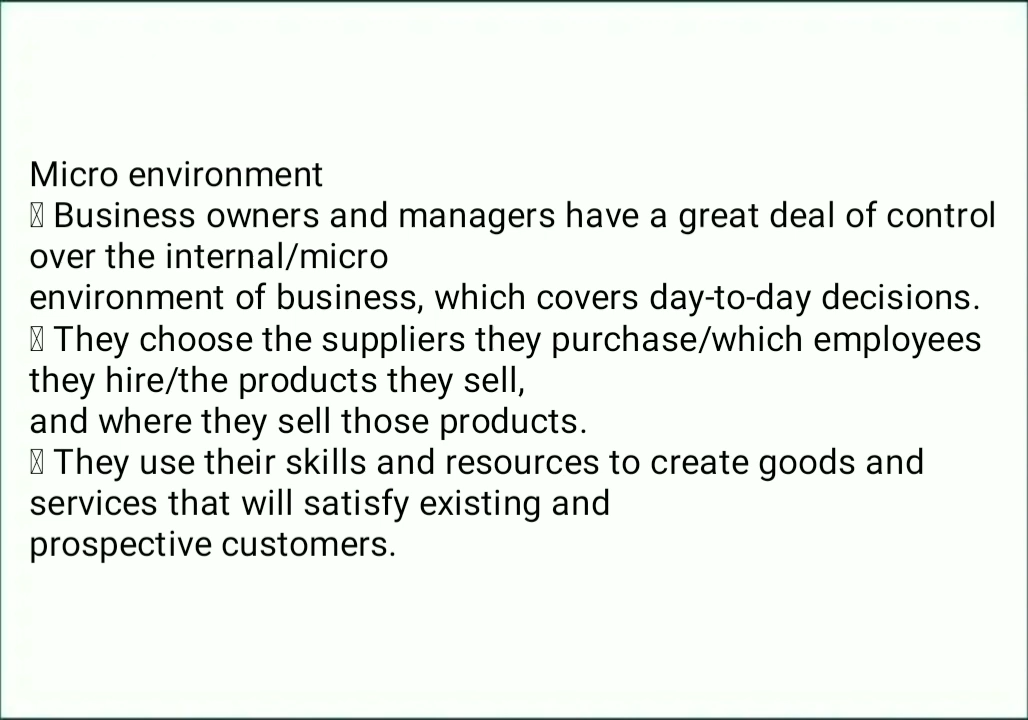 Micro environment
 Business owners and managers have a great deal of control
over the internal/micro
environment of business, which covers day-to-day decisions.
 They choose the suppliers they purchase/which employees
they hire/the products they sell,
and where they sell those products.
 They use their skills and resources to create goods and
services that will satisfy existing and
prospective customers.